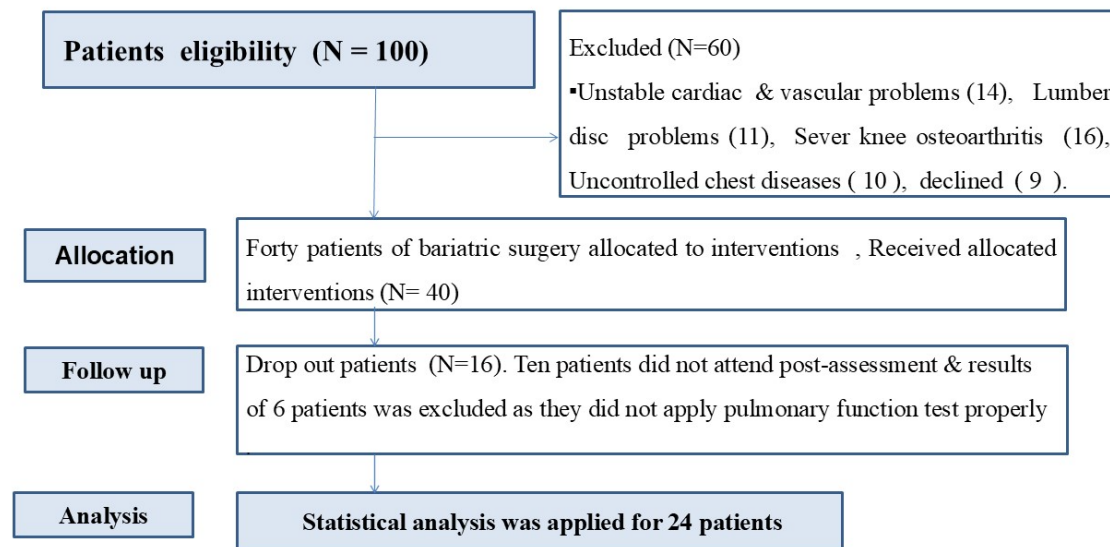 Patients eligibility (N = 100)
Excluded (N=60)
▪Unstable cardiac & vascular problems (14), Lumber
disc problems (11), Sever knee osteoarthritis (16),
Uncontrolled chest diseases ( 10 ), declined ( 9 ).
Allocation
Forty patients of bariatric surgery allocated to interventions , Received allocated
interventions (N= 40)
Follow up
Drop out patients (N=16). Ten patients did not attend post-assessment & results
of 6 patients was excluded as they did not apply pulmonary function test properly
.
Analysis
Statistical analysis was applied for 24 patients